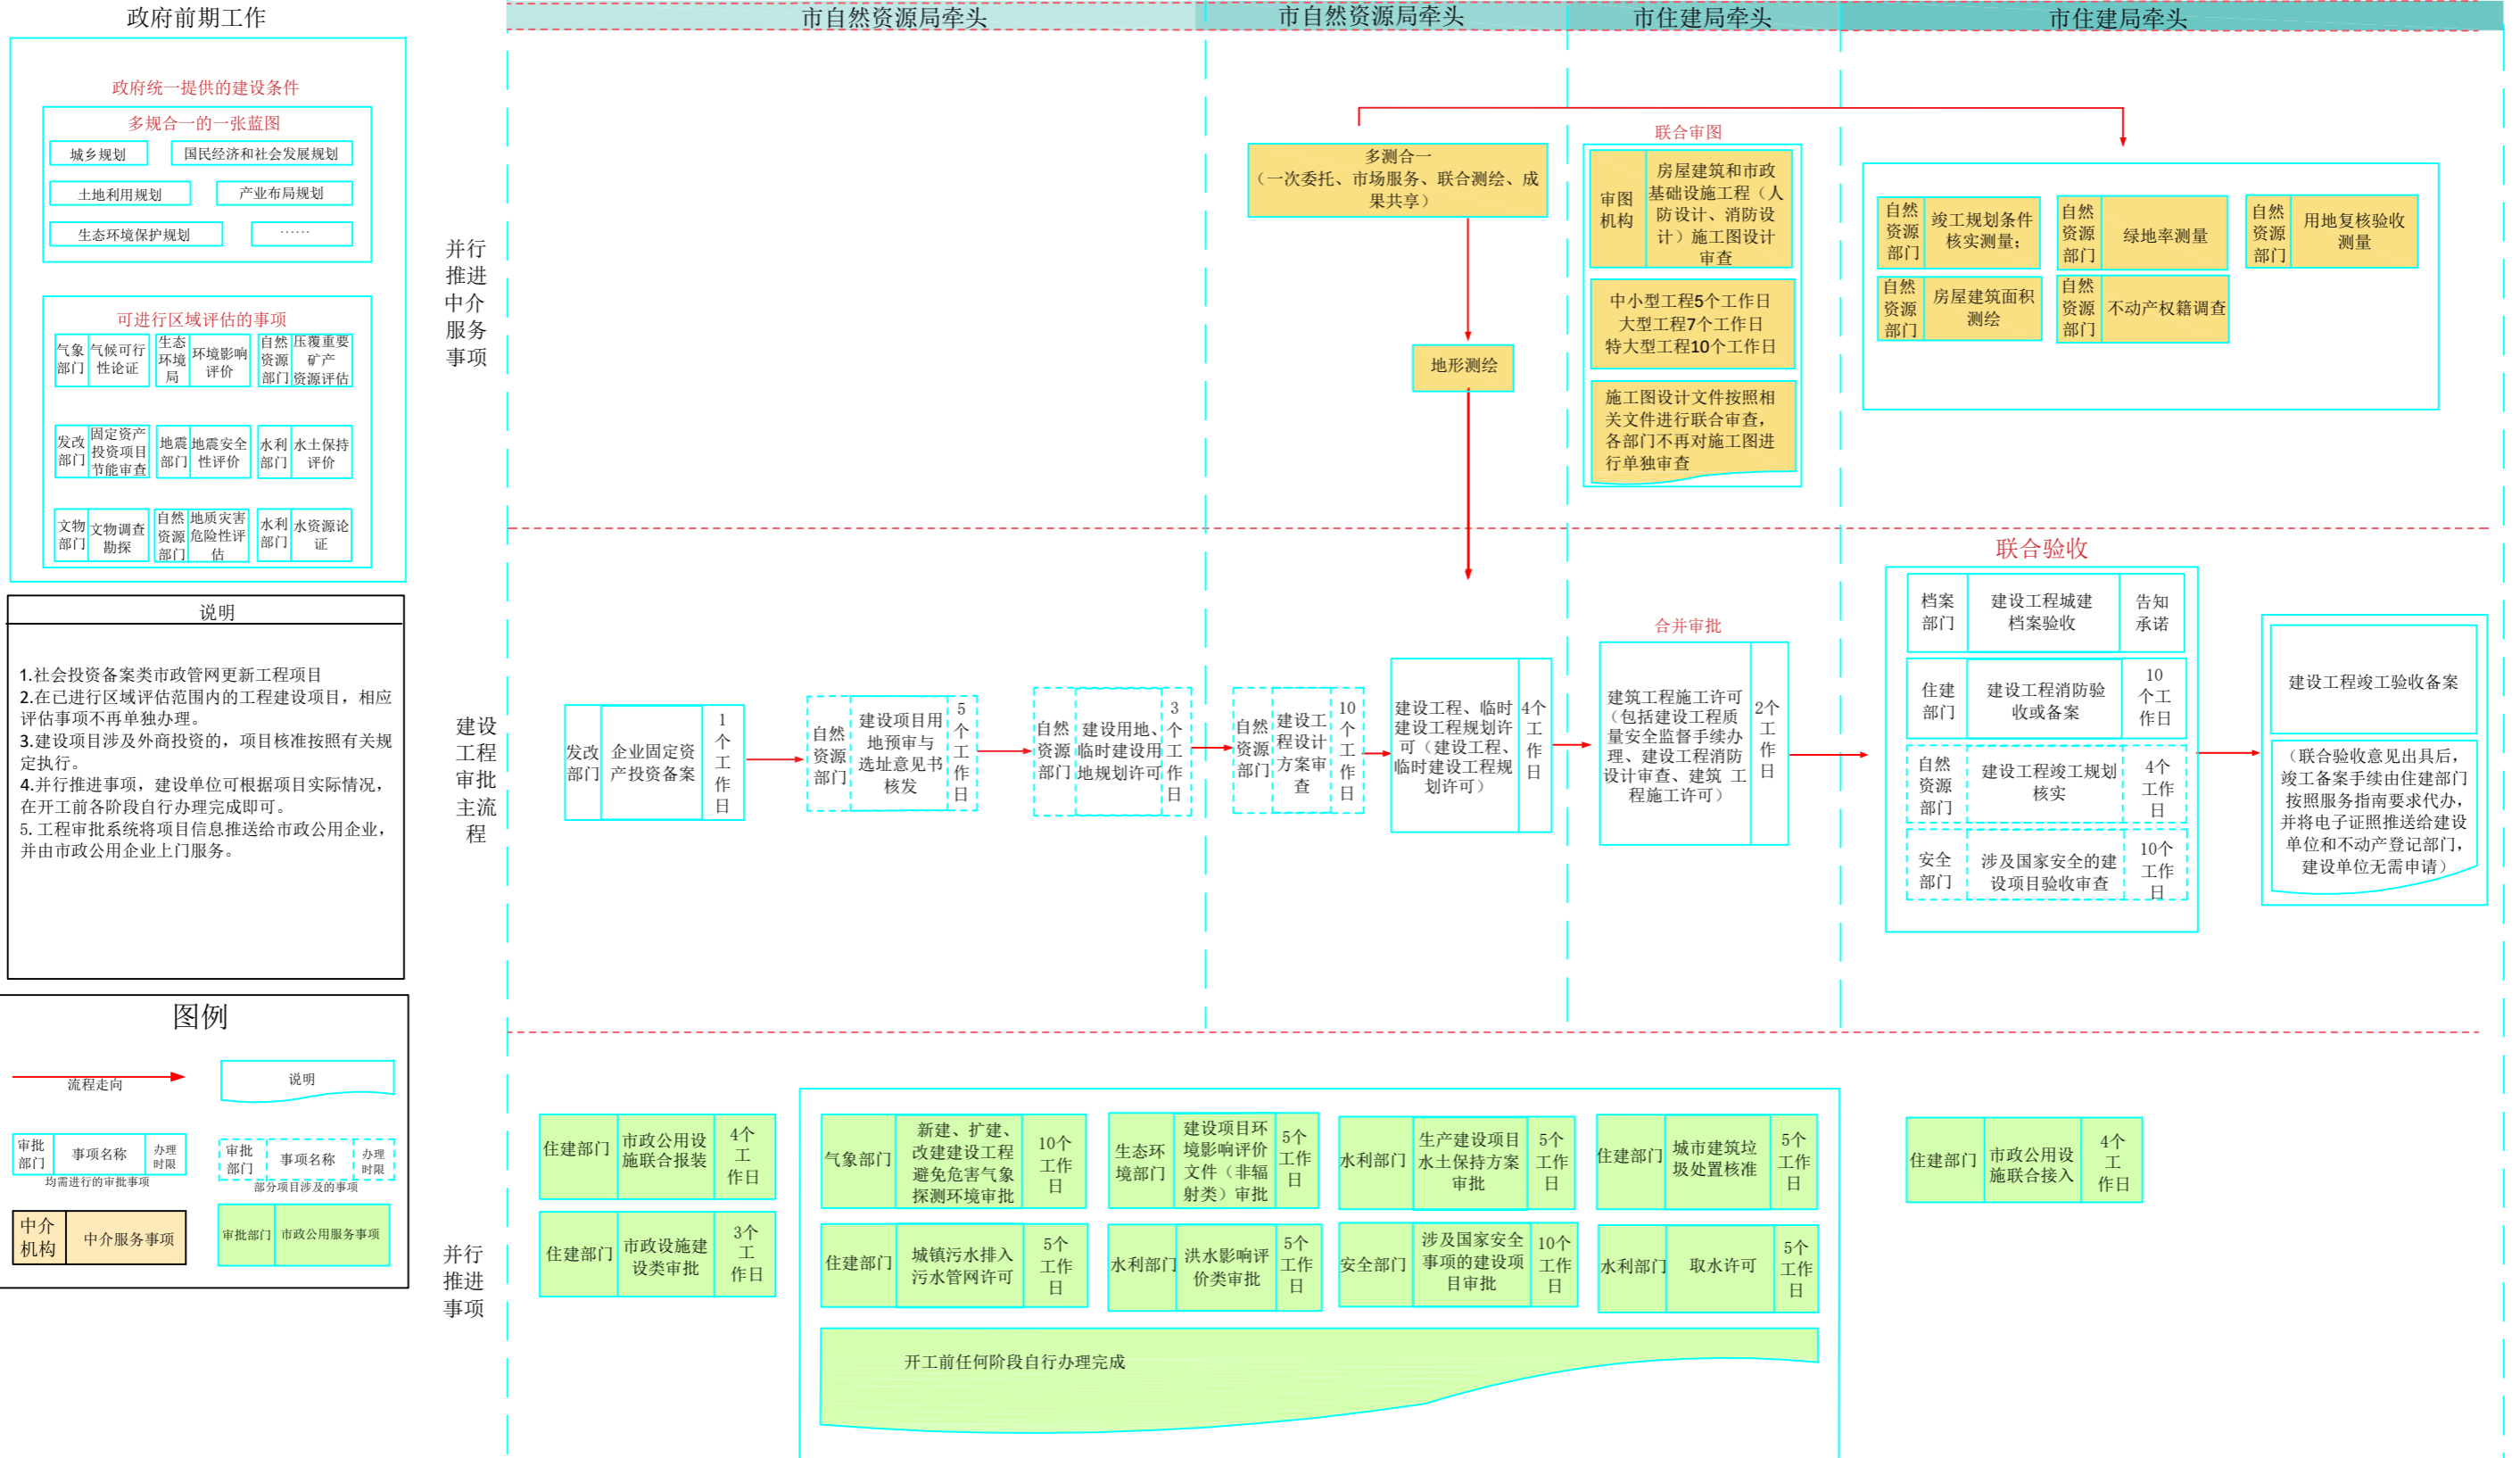 政府前期工作
市自然资源局牵头
市自然资源局牵头
市住建局牵头
市住建局牵头
政府统一提供的建设条件
多规合一的一张蓝图
城乡规划
国民经济和社会发展规划
土地利用规划
产业布局规划
生态环境保护规划
······
可进行区域评估的事项
气象
部门
气候可行
性论证
生态
环境
局
环境影响
评价
自然
资源
部门
压覆重要
矿产
资源评估
发改
部门
固定资产
投资项目
节能审查
地震
部门
地震安全
性评价
水利
部门
水土保持
评价
文物
部门
文物调查
勘探
自然
资源
部门
地质灾害
危险性评
估
水利
部门
水资源论
证
说明
1.社会投资备案类市政管网更新工程项目
2.在已进行区域评估范围内的工程建设项目，相应
评估事项不再单独办理。
3.建设项目涉及外商投资的，项目核准按照有关规
定执行。
4.并行推进事项，建设单位可根据项目实际情况，
在开工前各阶段自行办理完成即可。
5. 工程审批系统将项目信息推送给市政公用企业，
并由市政公用企业上门服务。
图例
流程走向
说明
审批
部门
事项名称
办理
时限
均需进行的审批事项
审批
部门
事项名称
办理
时限
部分项目涉及的事项
中介
机构
中介服务事项
审批部门
市政公用服务事项
并行
推进
中介
服务
事项
多测合一
（一次委托、市场服务、联合测绘、成
果共享）
地形测绘
联合审图
审图
机构
房屋建筑和市政
基础设施工程（人
防设计、消防设
计）施工图设计
审查
中小型工程5个工作日
大型工程7个工作日
特大型工程10个工作日
施工图设计文件按照相
关文件进行联合审查，
各部门不再对施工图进
行单独审查
自然
资源
部门
竣工规划条件
核实测量；
自然
资源
部门
绿地率测量
自然
资源
部门
用地复核验收
测量
自然
资源
部门
房屋建筑面积
测绘
自然
资源
部门
不动产权籍调查
建设
工程
审批
主流
程
发改
部门
企业固定资
产投资备案
1
个
工
作
日
自然
资源
部门
建设项目用
地预审与
选址意见书
核发
5
个
工
作
日
自然
资源
部门
建设用地、
临时建设用
地规划许可
3
个
工
作
日
自然
资源
部门
建设工
程设计
方案审
查
10
个
工
作
日
建设工程、临时
建设工程规划许
可（建设工程、
临时建设工程规
划许可）
4个
工
作
日
合并审批
建筑工程施工许可
（包括建设工程质
量安全监督手续办
理、建设工程消防
设计审查、建筑 工
程施工许可）
2个
工
作
日
联合验收
档案
部门
建设工程城建
档案验收
告知
承诺
住建
部门
建设工程消防验
收或备案
10
个工
作日
自然
资源
部门
建设工程竣工规划
核实
4个
工作
日
安全
部门
涉及国家安全的建
设项目验收审查
10个
工作
日
建设工程竣工验收备案
（联合验收意见出具后，
竣工备案手续由住建部门
按照服务指南要求代办，
并将电子证照推送给建设
单位和不动产登记部门，
建设单位无需申请）
并行
推进
事项
住建部门
市政公用设
施联合报装
4个
工
作日
住建部门
市政设施建
设类审批
3个
工
作日
气象部门
新建、扩建、
改建建设工程
避免危害气象
探测环境审批
10个
工作
日
生态环
境部门
建设项目环
境影响评价
文件（非辐
射类）审批
5个
工作
日
水利部门
生产建设项目
水土保持方案
审批
5个
工作
日
住建部门
城市建筑垃
圾处置核准
5个
工作
日
住建部门
城镇污水排入
污水管网许可
5个
工作
日
水利部门
洪水影响评
价类审批
5个
工作
日
安全部门
涉及国家安全
事项的建设项
目审批
10个
工作
日
水利部门
取水许可
5个
工作
日
开工前任何阶段自行办理完成
住建部门
市政公用设
施联合接入
4个
工
作日